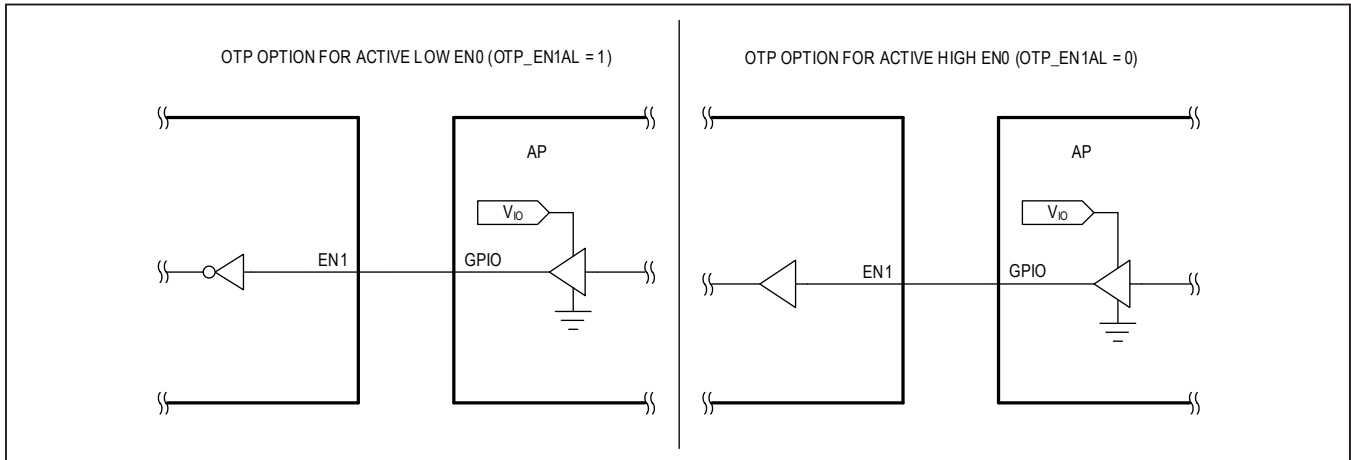 OTP OPTION FOR ACTIVE LOW EN0 (OTP_EN1AL = 1)
AP
VIO
EN1
GPIO
OTP OPTION FOR ACTIVE HIGH EN0 (OTP_EN1AL = 0)
AP
VIO
EN1
GPIO